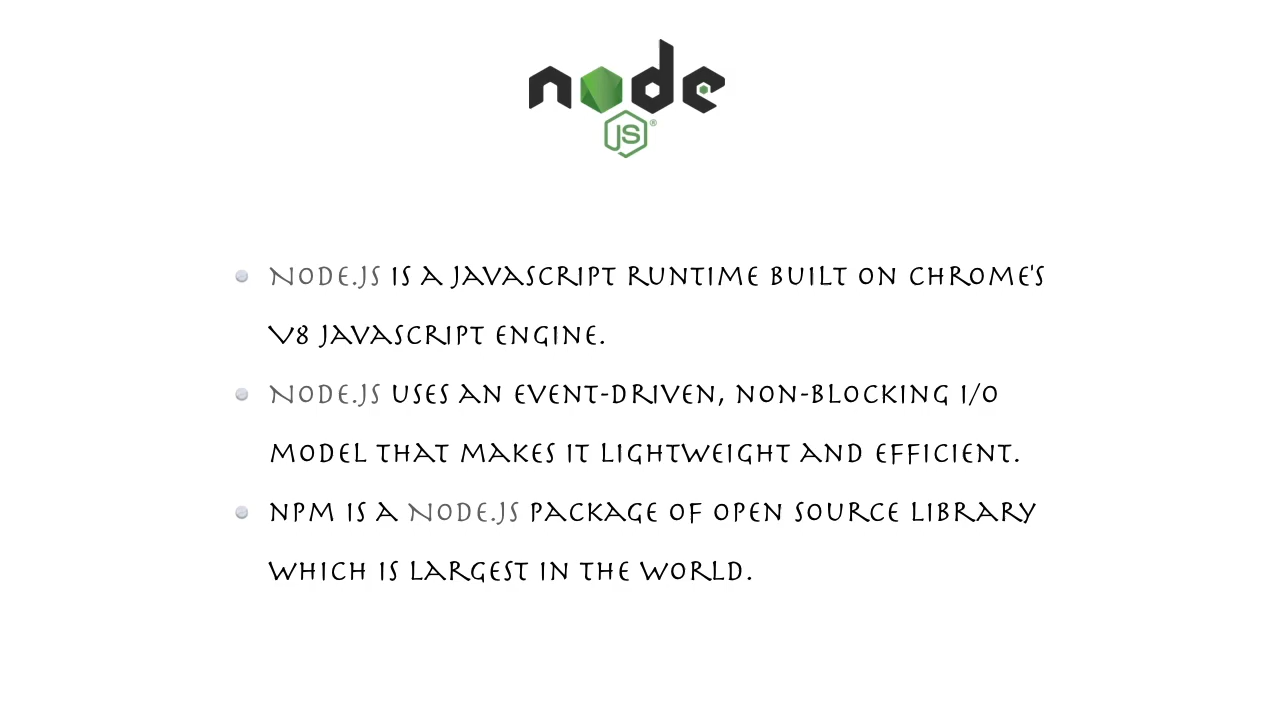 node
JS®
NODE.JS IS A JAVASCRIPT RUNTIME BUILT ON CHROME'S
V8 JAVASCRIPT ENGINE.
NODE.JS USES AN EVENT-DRIVEN, NON-BLOCKING I/O
MODEL THAT MAKES IT LIGHTWEIGHT AND EFFICIENT.
NPM IS A NODE.JS PACKAGE OF OPEN SOURCE LIBRARY
WHICH IS LARGEST IN THE WORLD.